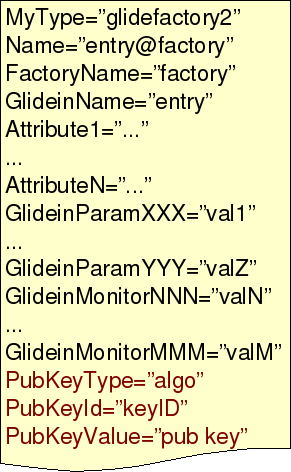 MyType=”glidefactory2”
Name=”entry@factory”
FactoryName=”factory”
GlideinName=”entry”
Attribute1=”...”
...
AttributeN=”...”
GlideinParamXXX=”val1”
...
GlideinParamYYY=”valZ”
GlideinMonitorNNN=”valN”
...
GlideinMonitorMMM=”valM”
PubKeyType=”algo”
PubKeyId=”keyID”
PubKeyValue=”pub key”